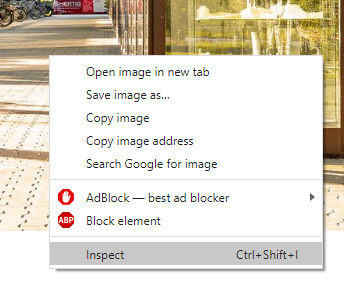 Open image in new tab
Save image as...
Copy image
Copy image address
Search Google for image
AdBlock — best ad blocker
ABP Block element
Inspect Ctrl+Shift+I